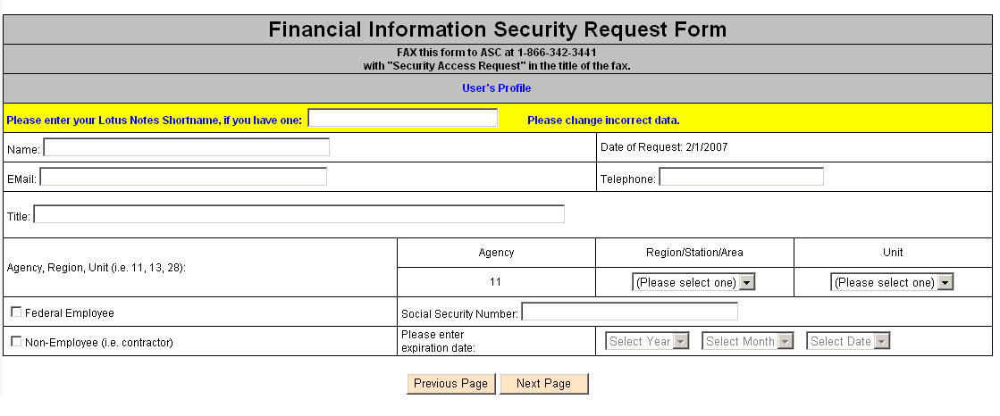 Financial Information Security Request Form
FAX this form to ASC at 1-866-342-3441
with "Security Access Request" in the title of the fax.
User's Profile
Please enter your Lotus Notes Shortname, if you have one: Please change incorrect data.
Name: Date of Request: 2/1/2007
EMail: Telephone:
Title:
Agency, Region, Unit (i.e. 11, 13, 28): Agency Region/Station/Area Unit
11 (Please select one) (Please select one)
Federal Employee Social Security Number:
Non-Employee (i.e. contractor) Please enter
expiration date: Select Year Select Month Select Date
Previous Page Next Page